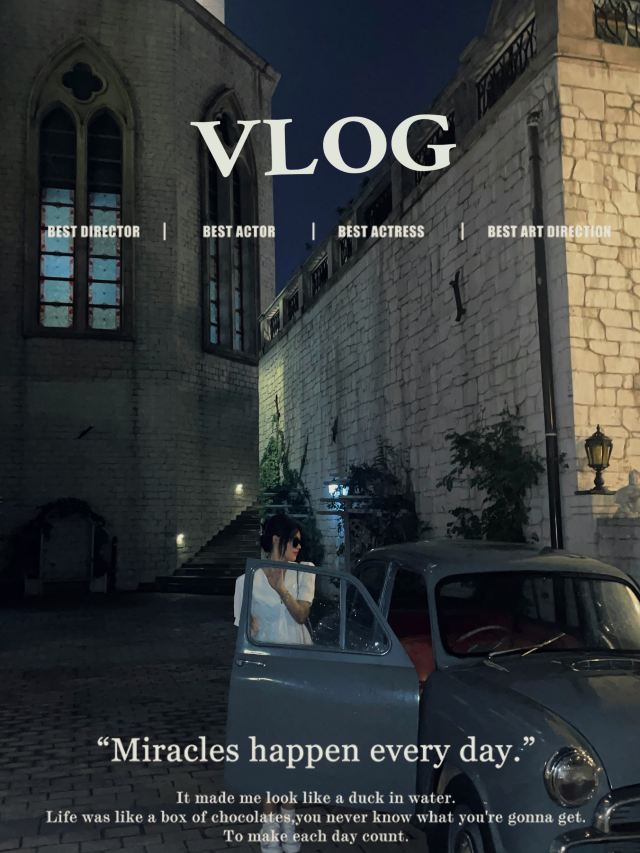 VLOG
BEST DIRECTOR | BEST ACTOR | BEST ACTRESS | BEST ART DIRECTION
“Miracles happen every day.”
It made me look like a duck in water.
Life was like a box of chocolates,you never know what you're gonna get.
To make each day count.